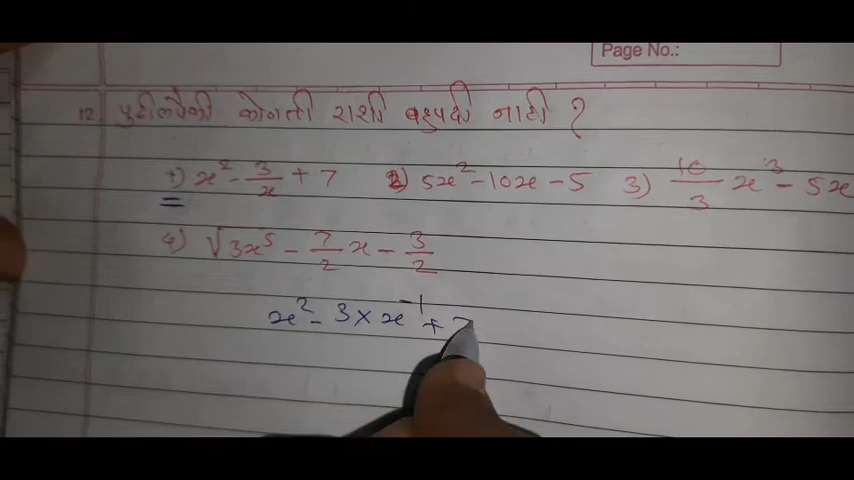 Page No.:
12. पुढीलपैकी कोणती राशी बहुपदी नाही ?
1) x² - 3/x + 7 2) 5x² - 10x - 5 3) 10/3 x³ - 5x
4) √3x⁵ - 7/2 x - 3/2
x² - 3 × x⁻¹ + 7